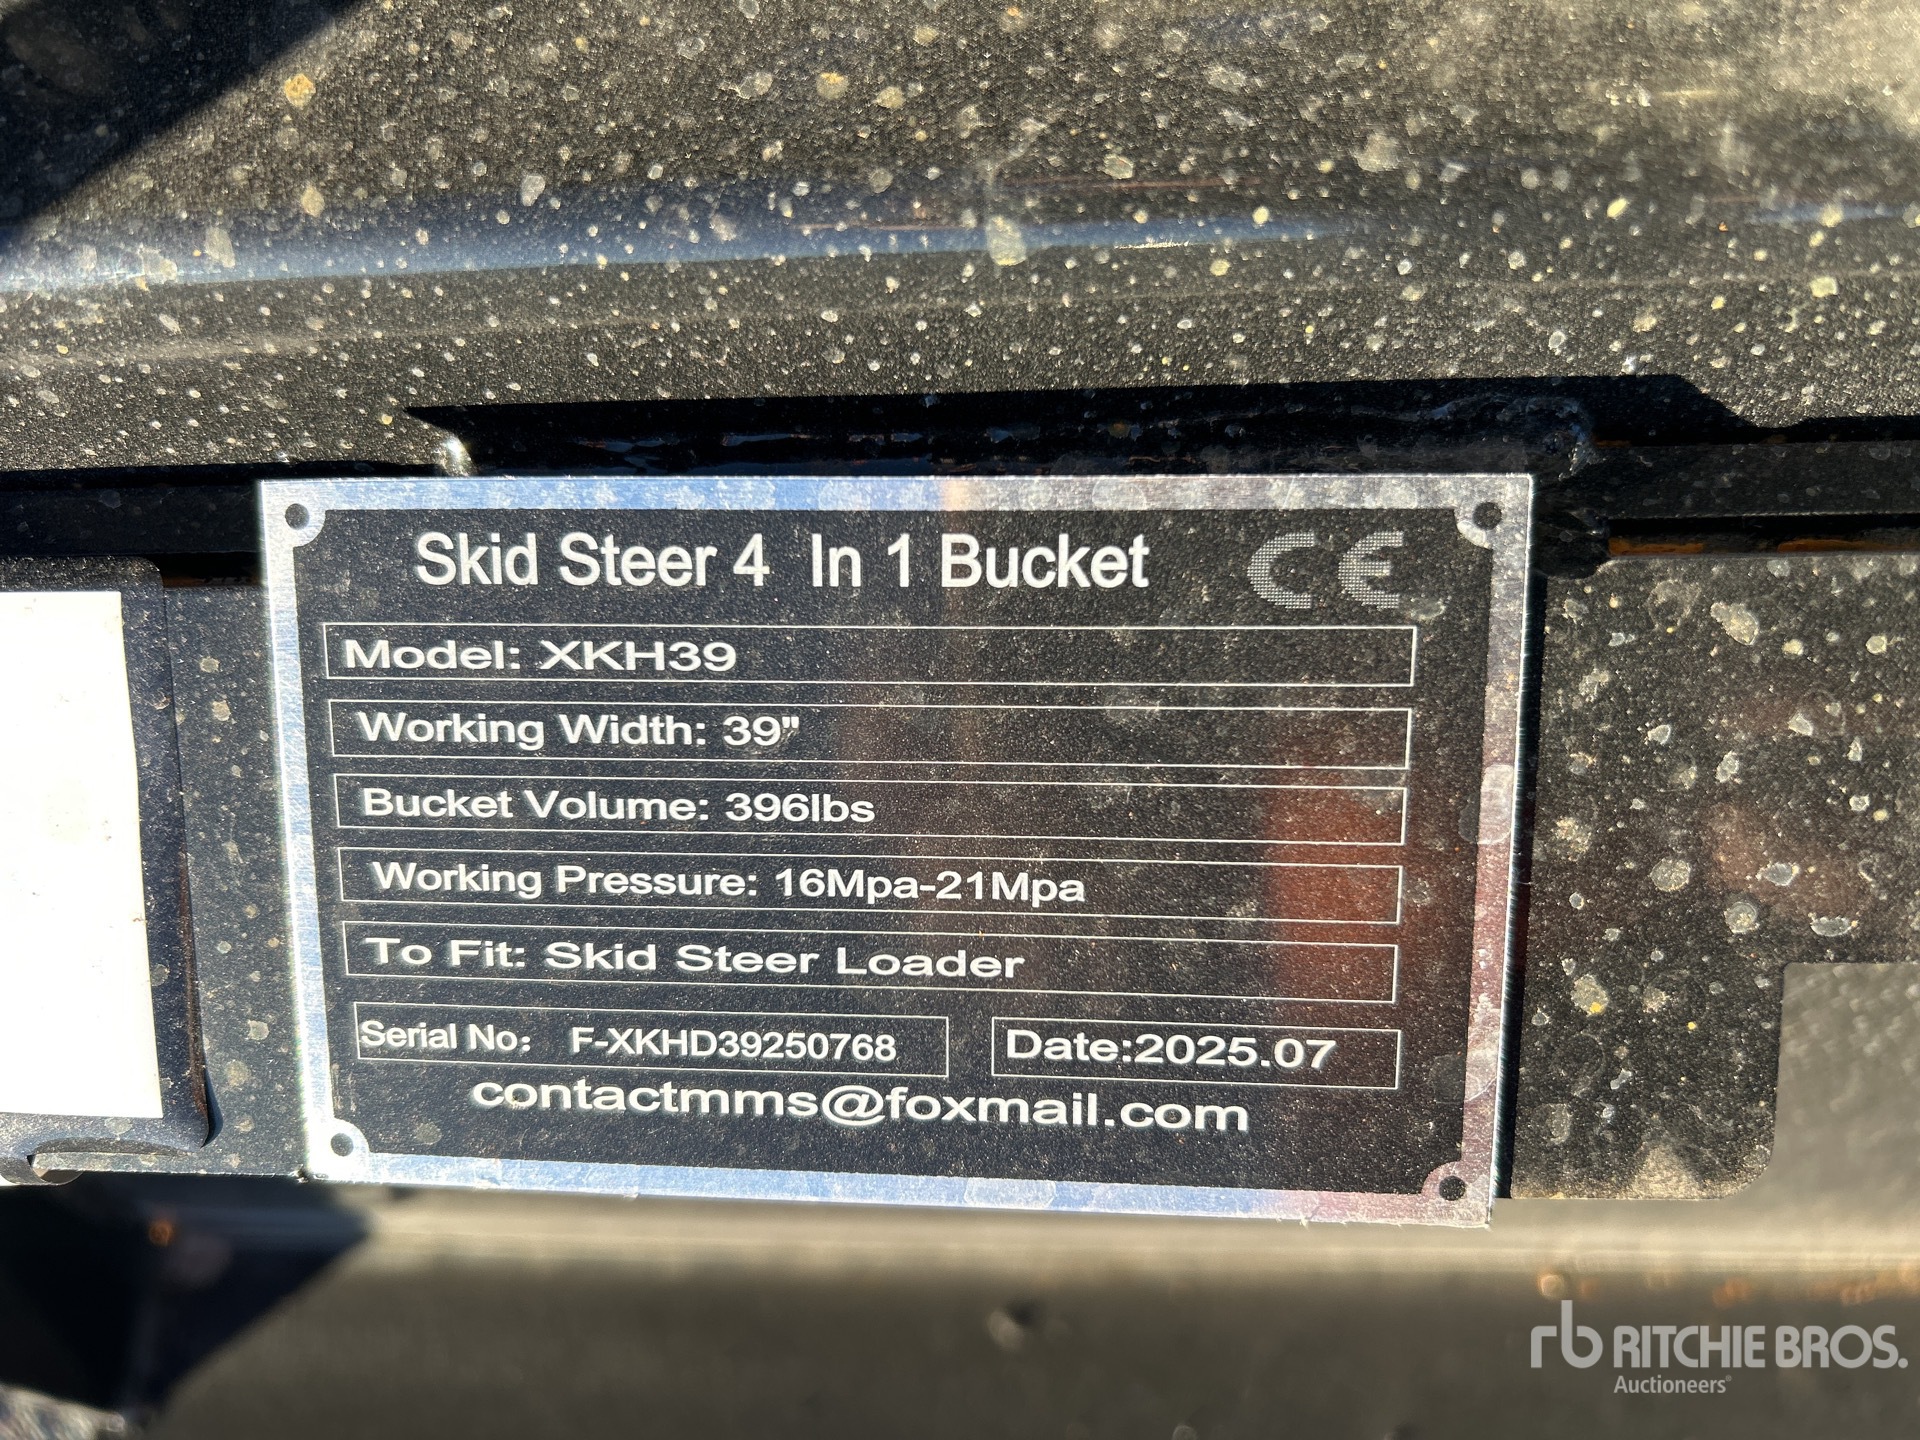 Skid Steer 4 In 1 Bucket CE
Model: XKH39
Working Width: 39"
Bucket Volume: 396lbs
Working Pressure: 16Mpa-21Mpa
To Fit: Skid Steer Loader
Serial No: F-XKHD39250768 Date:2025.07
contactmms@foxmail.com
rb RITCHIE BROS.
Auctioneers®